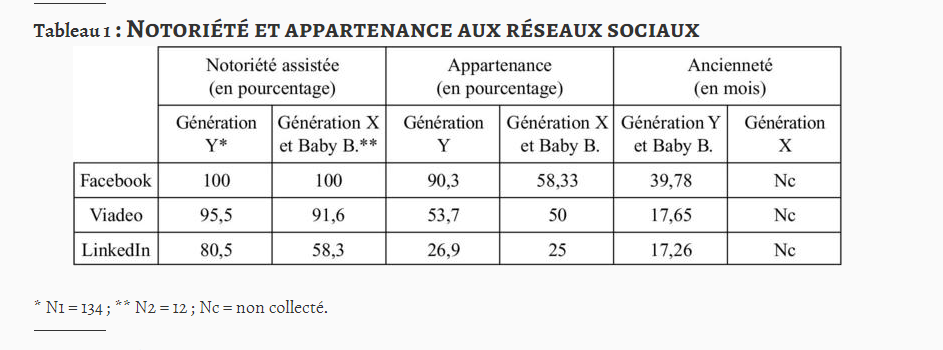 Tableau 1 : NOTORIÉTÉ ET APPARTENANCE AUX RÉSEAUX SOCIAUX
Notoriété assistée (en pourcentage) Appartenance (en pourcentage) Ancienneté (en mois)
Génération Y* Génération X et Baby B.** Génération Y Génération X et Baby B. Génération Y et Baby B. Génération X
Facebook 100 100 90,3 58,33 39,78 Nc
Viadeo 95,5 91,6 53,7 50 17,65 Nc
LinkedIn 80,5 58,3 26,9 25 17,26 Nc
* N1 = 134 ; ** N2 = 12 ; Nc = non collecté.